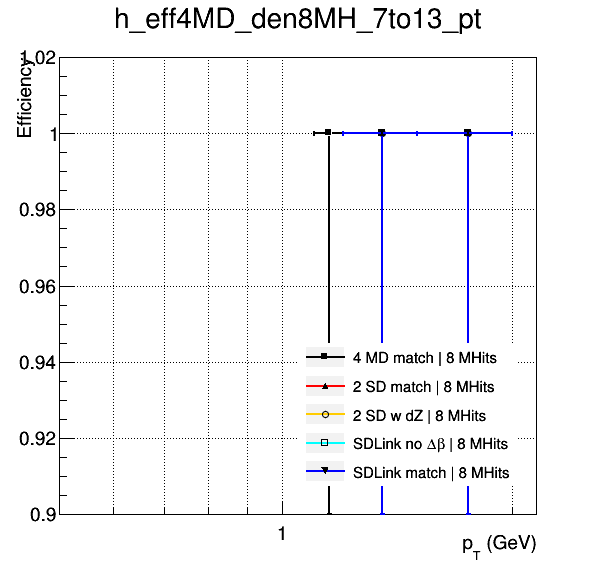 h_eff4MD_den8MH_7to13_pt
Efficiency
1.02
1
0.98
0.96
0.94
0.92
0.9
4 MD match | 8 MHits
2 SD match | 8 MHits
2 SD w dZ | 8 MHits
SDLink no Δβ | 8 MHits
SDLink match | 8 MHits
1
p_T (GeV)